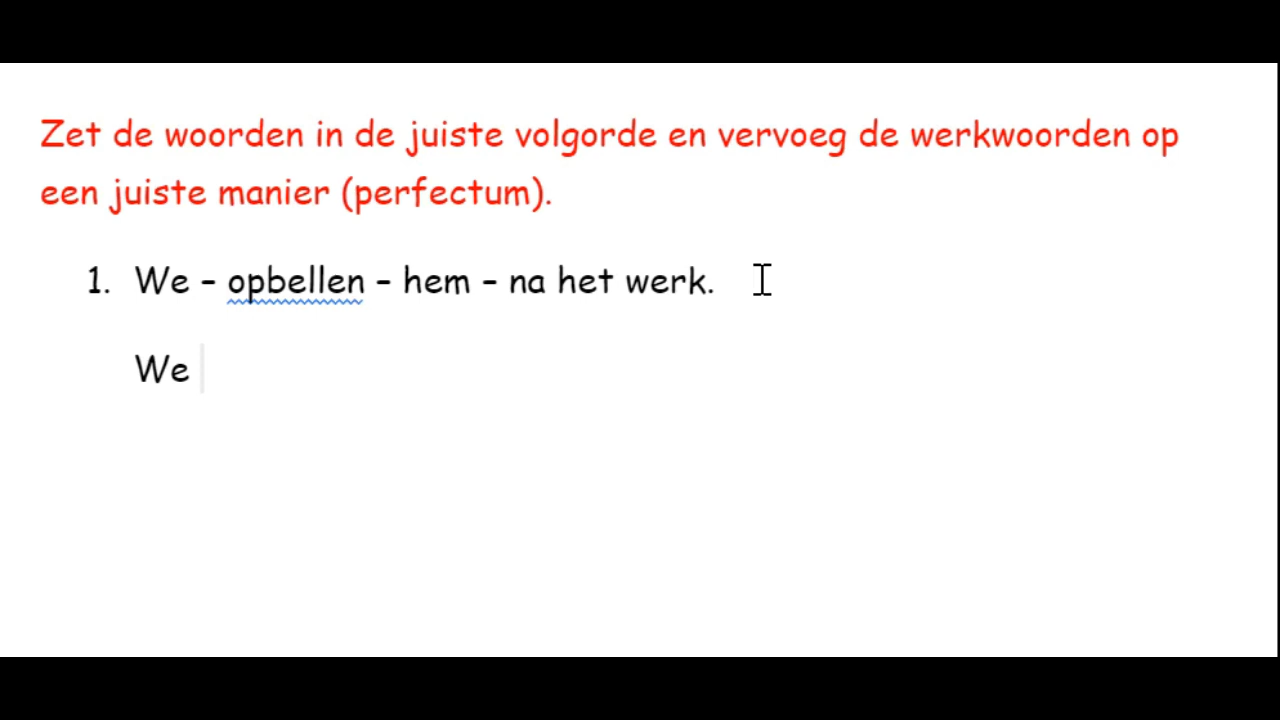 Zet de woorden in de juiste volgorde en vervoeg de werkwoorden op
een juiste manier (perfectum).
1. We - opbellen - hem - na het werk.
We